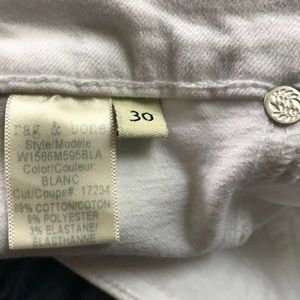 rag & bone
Style/Modèle:
W1586M595BLA
Color/Couleur:
BLANC
Cut/Coupe#: 17234
88% COTTON/COTON
9% POLYESTER
3% ELASTANE/
ELASTHANNE
30